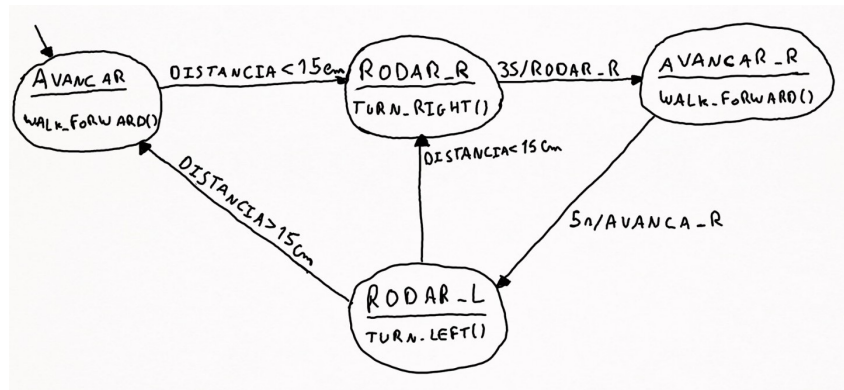 AVANCAR
WALK_FORWARD()
DISTANCIA<15cm
RODAR_R
TURN_RIGHT()
3S/RODAR_R
AVANCAR_R
WALK_FORWARD()
DISTANCIA>15cm
DISTANCIA<15cm
5s/AVANCA_R
RODAR_L
TURN_LEFT()